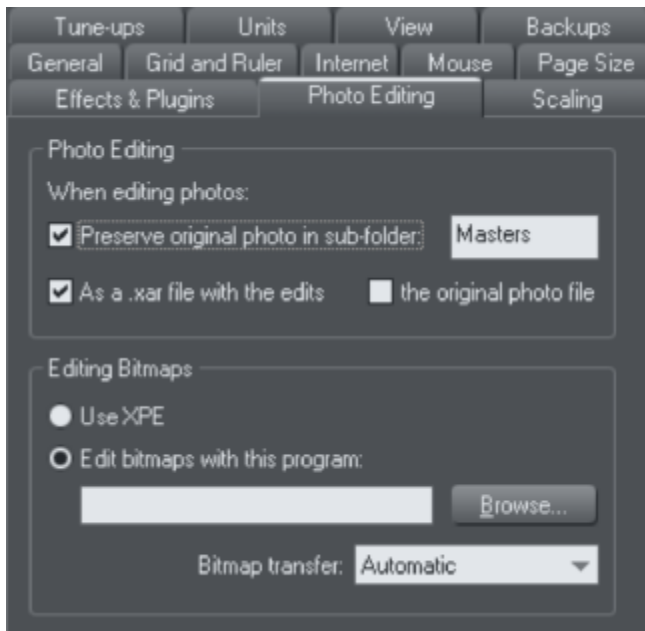 Tune-ups Units View Backups
General Grid and Ruler Internet Mouse Page Size
Effects & Plugins Photo Editing Scaling
Photo Editing
When editing photos:
Preserve original photo in sub-folder: Masters
As a .xar file with the edits the original photo file
Editing Bitmaps
Use XPE
Edit bitmaps with this program:
Browse...
Bitmap transfer: Automatic